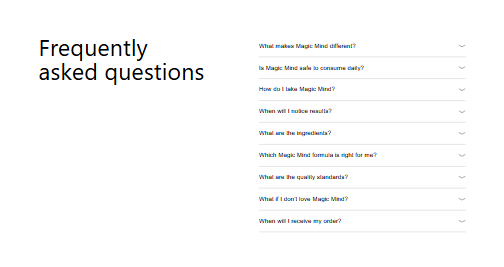 Frequently
asked questions
What makes Magic Mind different?
Is Magic Mind safe to consume daily?
How do I take Magic Mind?
When will I notice results?
What are the ingredients?
Which Magic Mind formula is right for me?
What are the quality standards?
What if I don't love Magic Mind?
When will I receive my order?